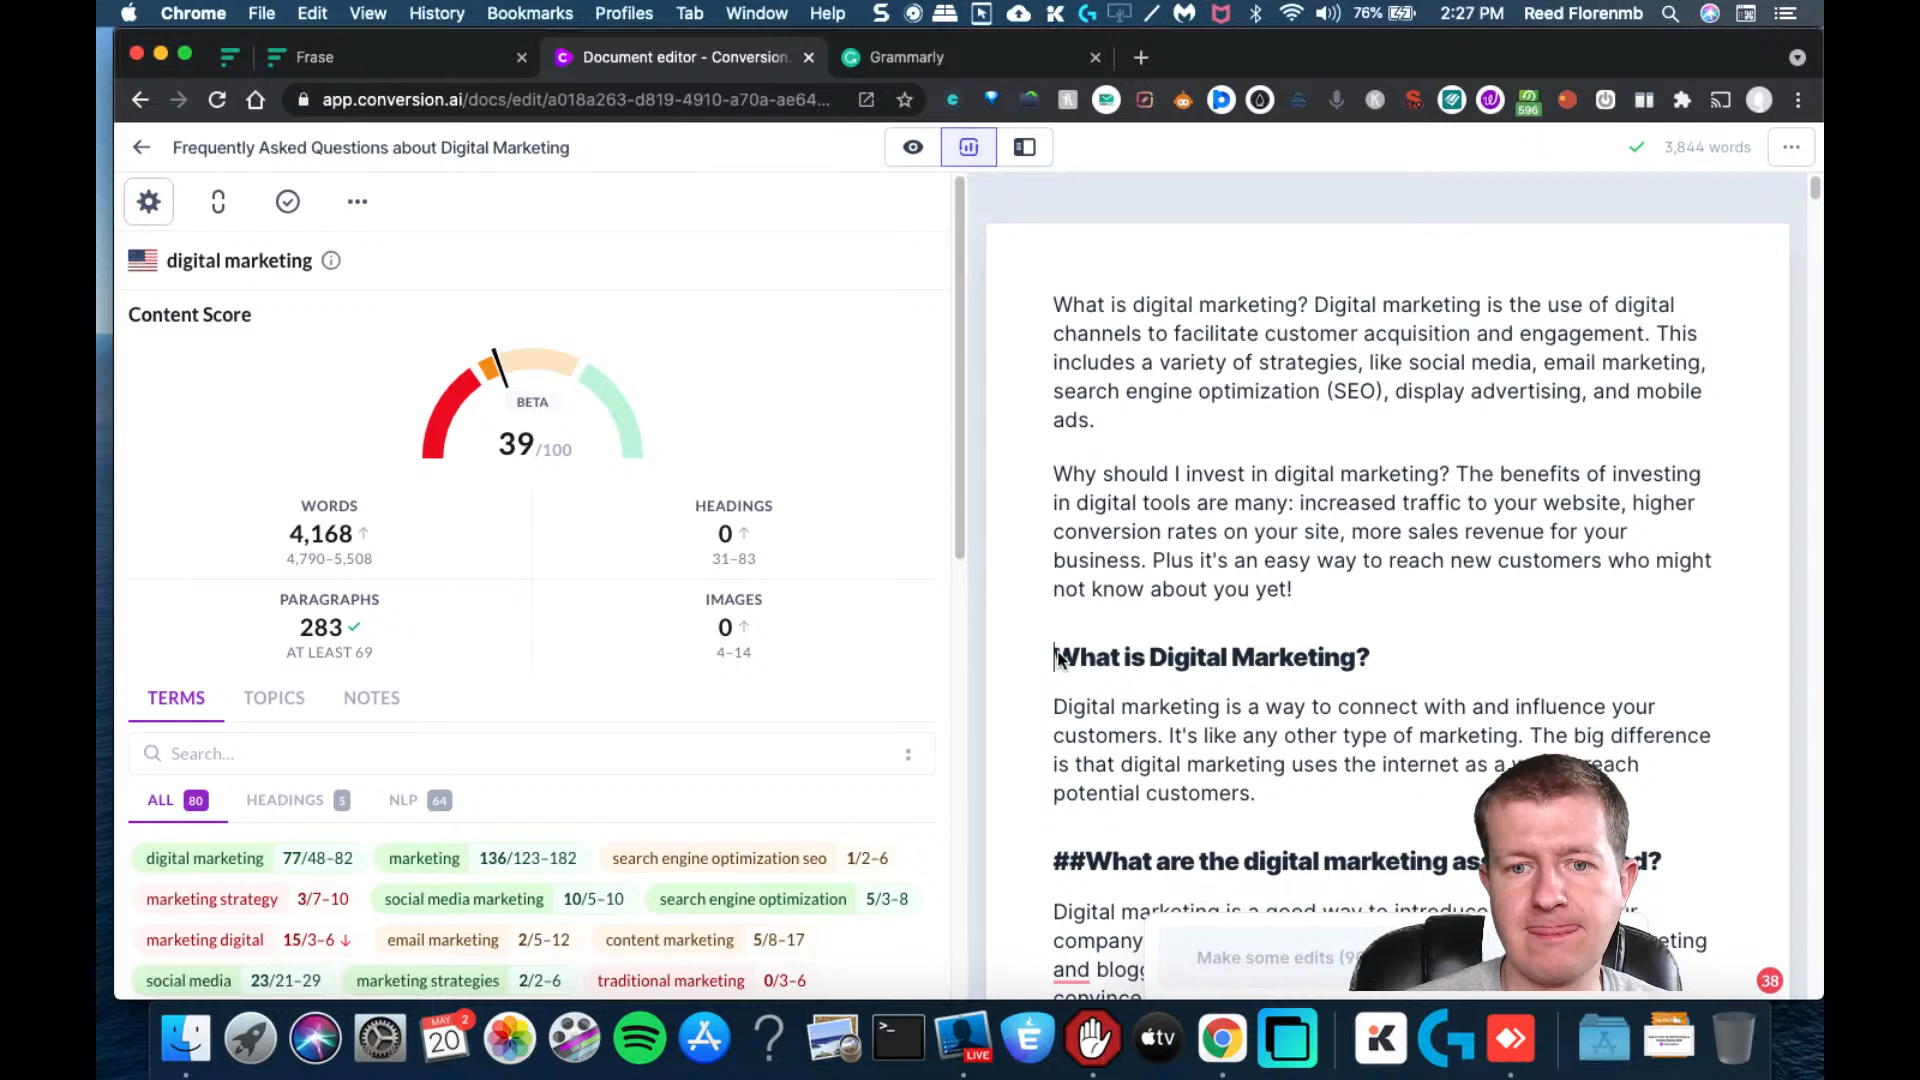 Chrome File Edit View History Bookmarks Profiles Tab Window Help 76% 2:27 PM Reed Florenmb
Frase
Document editor - Conversion.
Grammarly
app.conversion.ai/docs/edit/a018a263-d819-4910-a70a-ae64...
596
Frequently Asked Questions about Digital Marketing
3,844 words
digital marketing
Content Score
BETA
39/100
WORDS
4,168
4,790–5,508
HEADINGS
0
31–83
PARAGRAPHS
283
AT LEAST 69
IMAGES
0
4–14
TERMS TOPICS NOTES
Search...
ALL 80 HEADINGS 5 NLP 64
digital marketing 77/48–82 marketing 136/123–182 search engine optimization seo 1/2–6
marketing strategy 3/7–10 social media marketing 10/5–10 search engine optimization 5/3–8
marketing digital 15/3–6 email marketing 2/5–12 content marketing 5/8–17
social media 23/21–29 marketing strategies 2/2–6 traditional marketing 0/3–6
What is digital marketing? Digital marketing is the use of digital
channels to facilitate customer acquisition and engagement. This
includes a variety of strategies, like social media, email marketing,
search engine optimization (SEO), display advertising, and mobile
ads.
Why should I invest in digital marketing? The benefits of investing
in digital tools are many: increased traffic to your website, higher
conversion rates on your site, more sales revenue for your
business. Plus it's an easy way to reach new customers who might
not know about you yet!
What is Digital Marketing?
Digital marketing is a way to connect with and influence your
customers. It's like any other type of marketing. The big difference
is that digital marketing uses the internet as a reach
potential customers.
##What are the digital marketing
Digital marketing is a good way to introduce
company
and
Make some edits
38
MAY
20
2
LIVE
tv